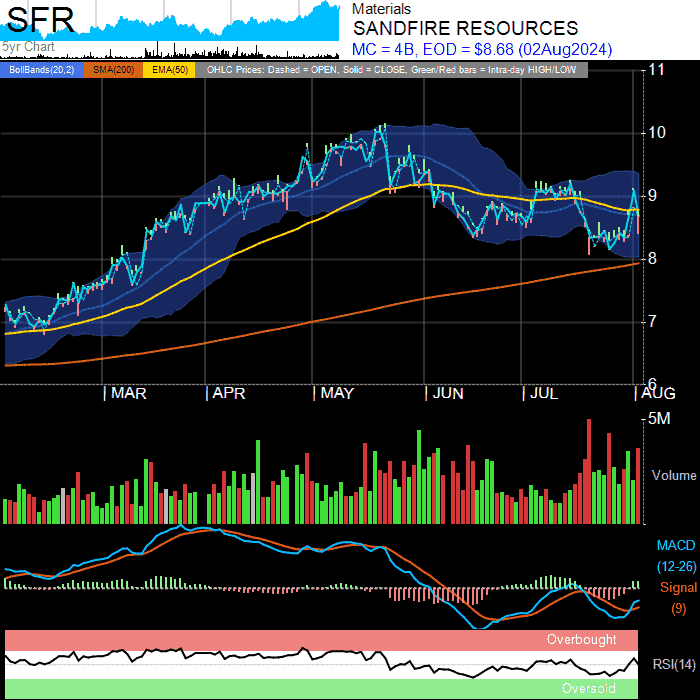 SFR
5yr Chart
Materials
SANDFIRE RESOURCES
MC = 4B, EOD = $8.68 (02Aug2024)
BollBands(20,2) SMA(200) EMA(50) OHLC Prices: Dashed = OPEN, Solid = CLOSE, Green/Red bars = Intra-day HIGH/LOW
11
10
9
8
7
6
MAR APR MAY JUN JUL AUG
5M
Volume
MACD
(12-26)
Signal
(9)
Overbought
RSI(14)
Oversold